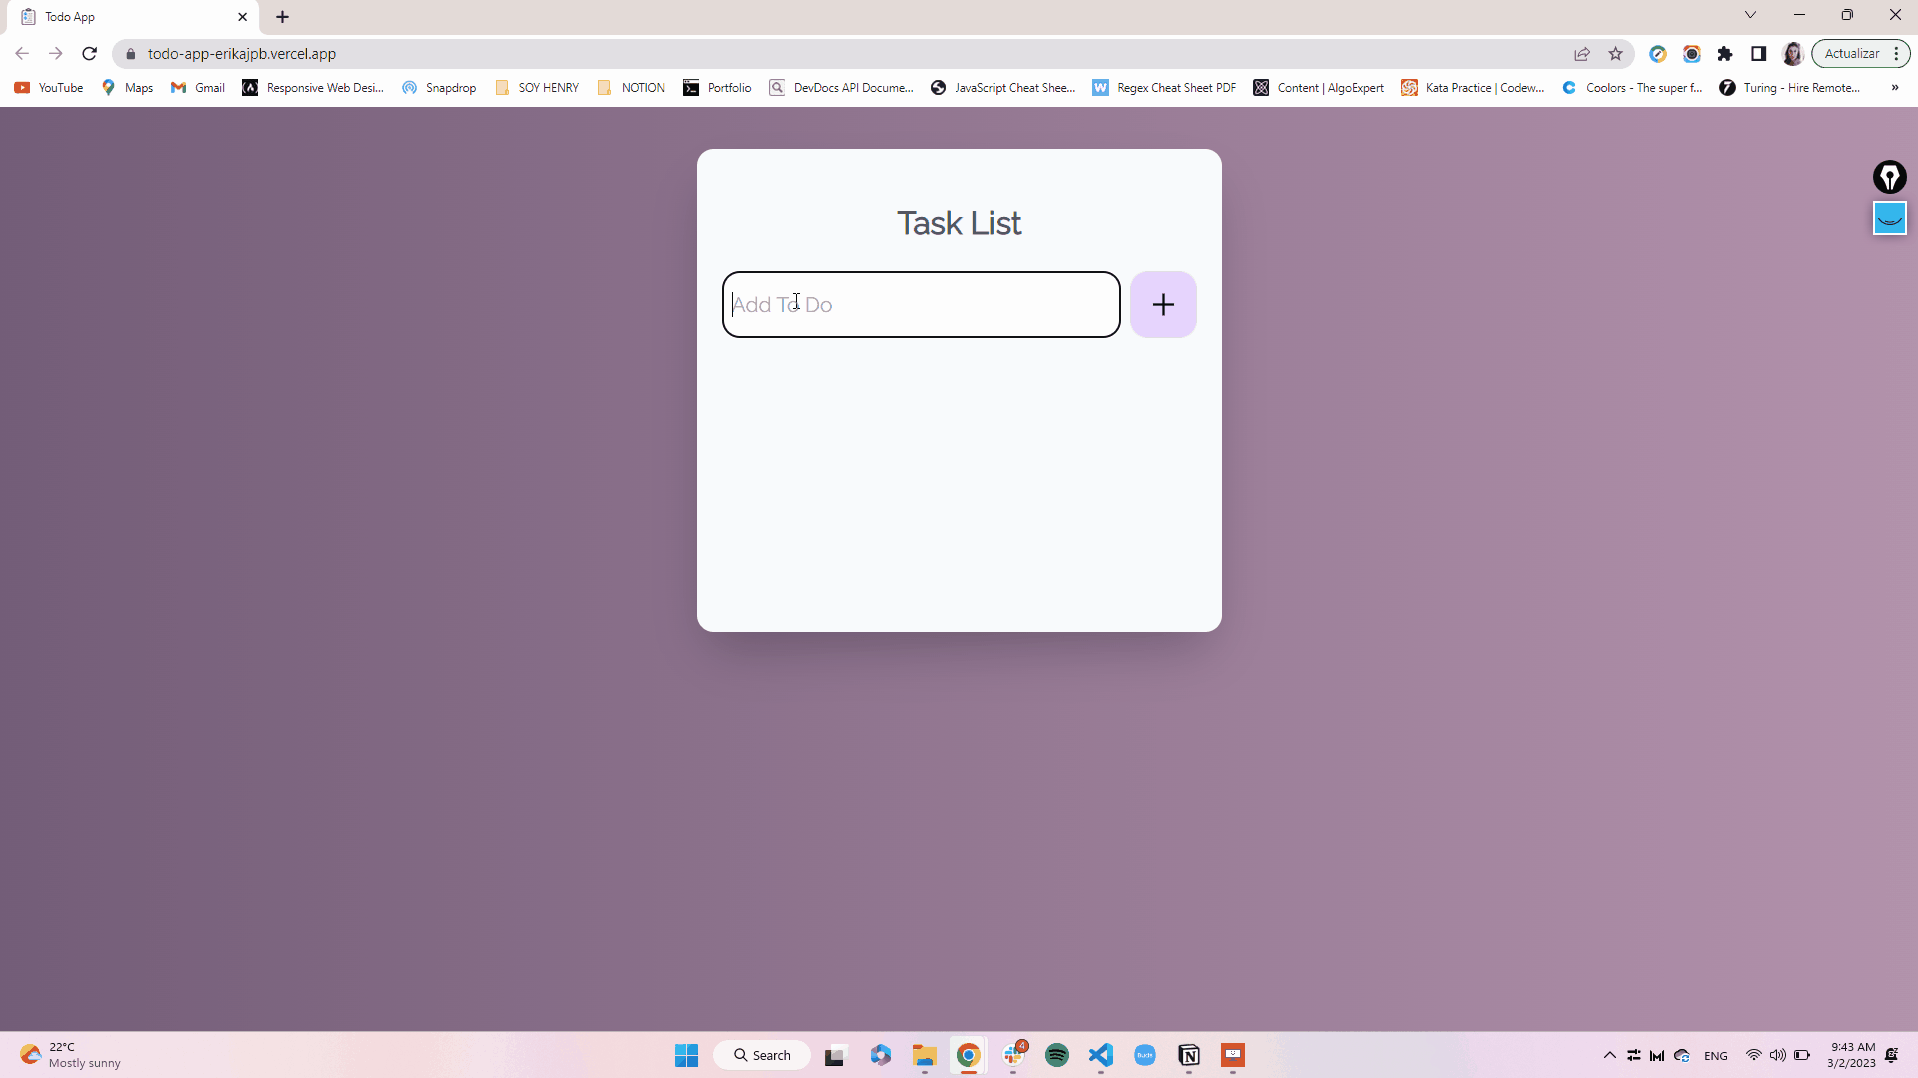 Todo App
todo-app-erikajpb.vercel.app
Actualizar
YouTube Maps Gmail Responsive Web Desi... Snapdrop SOY HENRY NOTION Portfolio DevDocs API Docume... JavaScript Cheat Shee... Regex Cheat Sheet PDF Content | AlgoExpert Kata Practice | Codew... Coolors - The super f... Turing - Hire Remote... »
Task List
Add To Do
22°C
Mostly sunny
Search
4
ENG
9:43 AM
3/2/2023